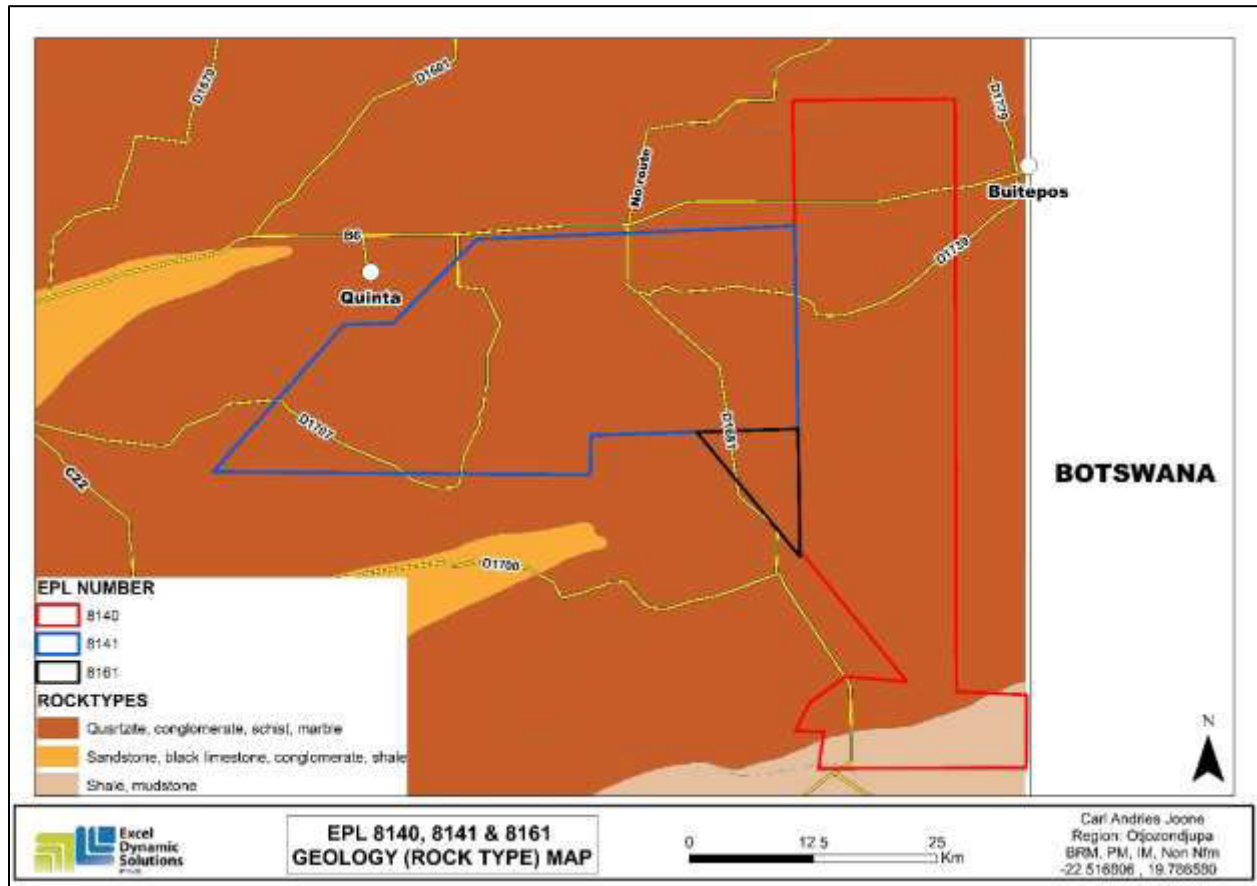 D1670
D1601
No route
D1779
Buitepos
B6
Quinta
D1739
D1707
D1681
C22
BOTSWANA
D1700
EPL NUMBER
8140
8141
8161
ROCKTYPES
Quartzite, conglomerate, schist, marble
Sandstone, black limestone, conglomerate, shale
Shale, mudstone
N
Excel
Dynamic
Solutions
EPL 8140, 8141 & 8161
GEOLOGY (ROCK TYPE) MAP
0 12.5 25
Km
Carl Andries Joone
Region: Otjozondjupa
BRM, PM, IM, Non Nfm
-22.516806 , 19.786580